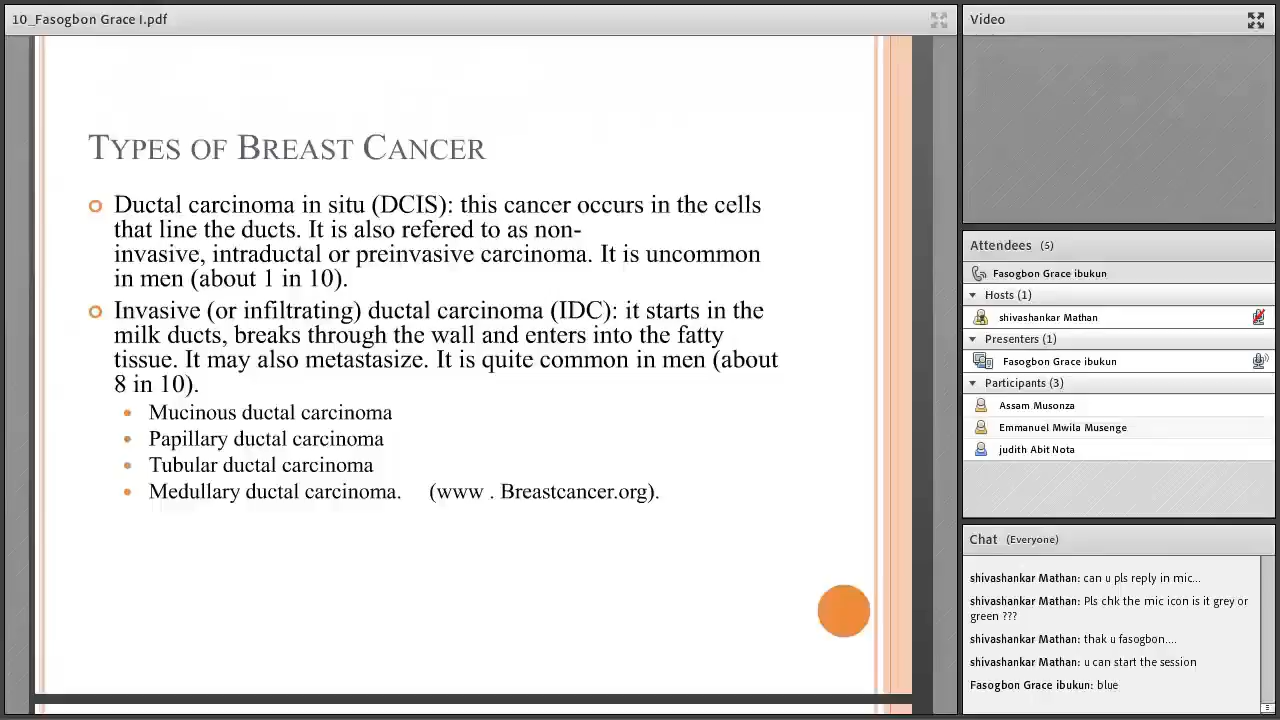 10_Fasogbon Grace I.pdf
TYPES OF BREAST CANCER
Ductal carcinoma in situ (DCIS): this cancer occurs in the cells
that line the ducts. It is also refered to as non-
invasive, intraductal or preinvasive carcinoma. It is uncommon
in men (about 1 in 10).
Invasive (or infiltrating) ductal carcinoma (IDC): it starts in the
milk ducts, breaks through the wall and enters into the fatty
tissue. It may also metastasize. It is quite common in men (about
8 in 10).
Mucinous ductal carcinoma
Papillary ductal carcinoma
Tubular ductal carcinoma
Medullary ductal carcinoma. (www . Breastcancer.org).
Video
Attendees (5)
Fasogbon Grace ibukun
Hosts (1)
shivashankar Mathan
Presenters (1)
Fasogbon Grace ibukun
Participants (3)
Assam Musonza
Emmanuel Mwila Musenge
judith Abit Nota
Chat (Everyone)
shivashankar Mathan: can u pls reply in mic...
shivashankar Mathan: Pls chk the mic icon is it grey or
green ???
shivashankar Mathan: thak u fasogbon....
shivashankar Mathan: u can start the session
Fasogbon Grace ibukun: blue